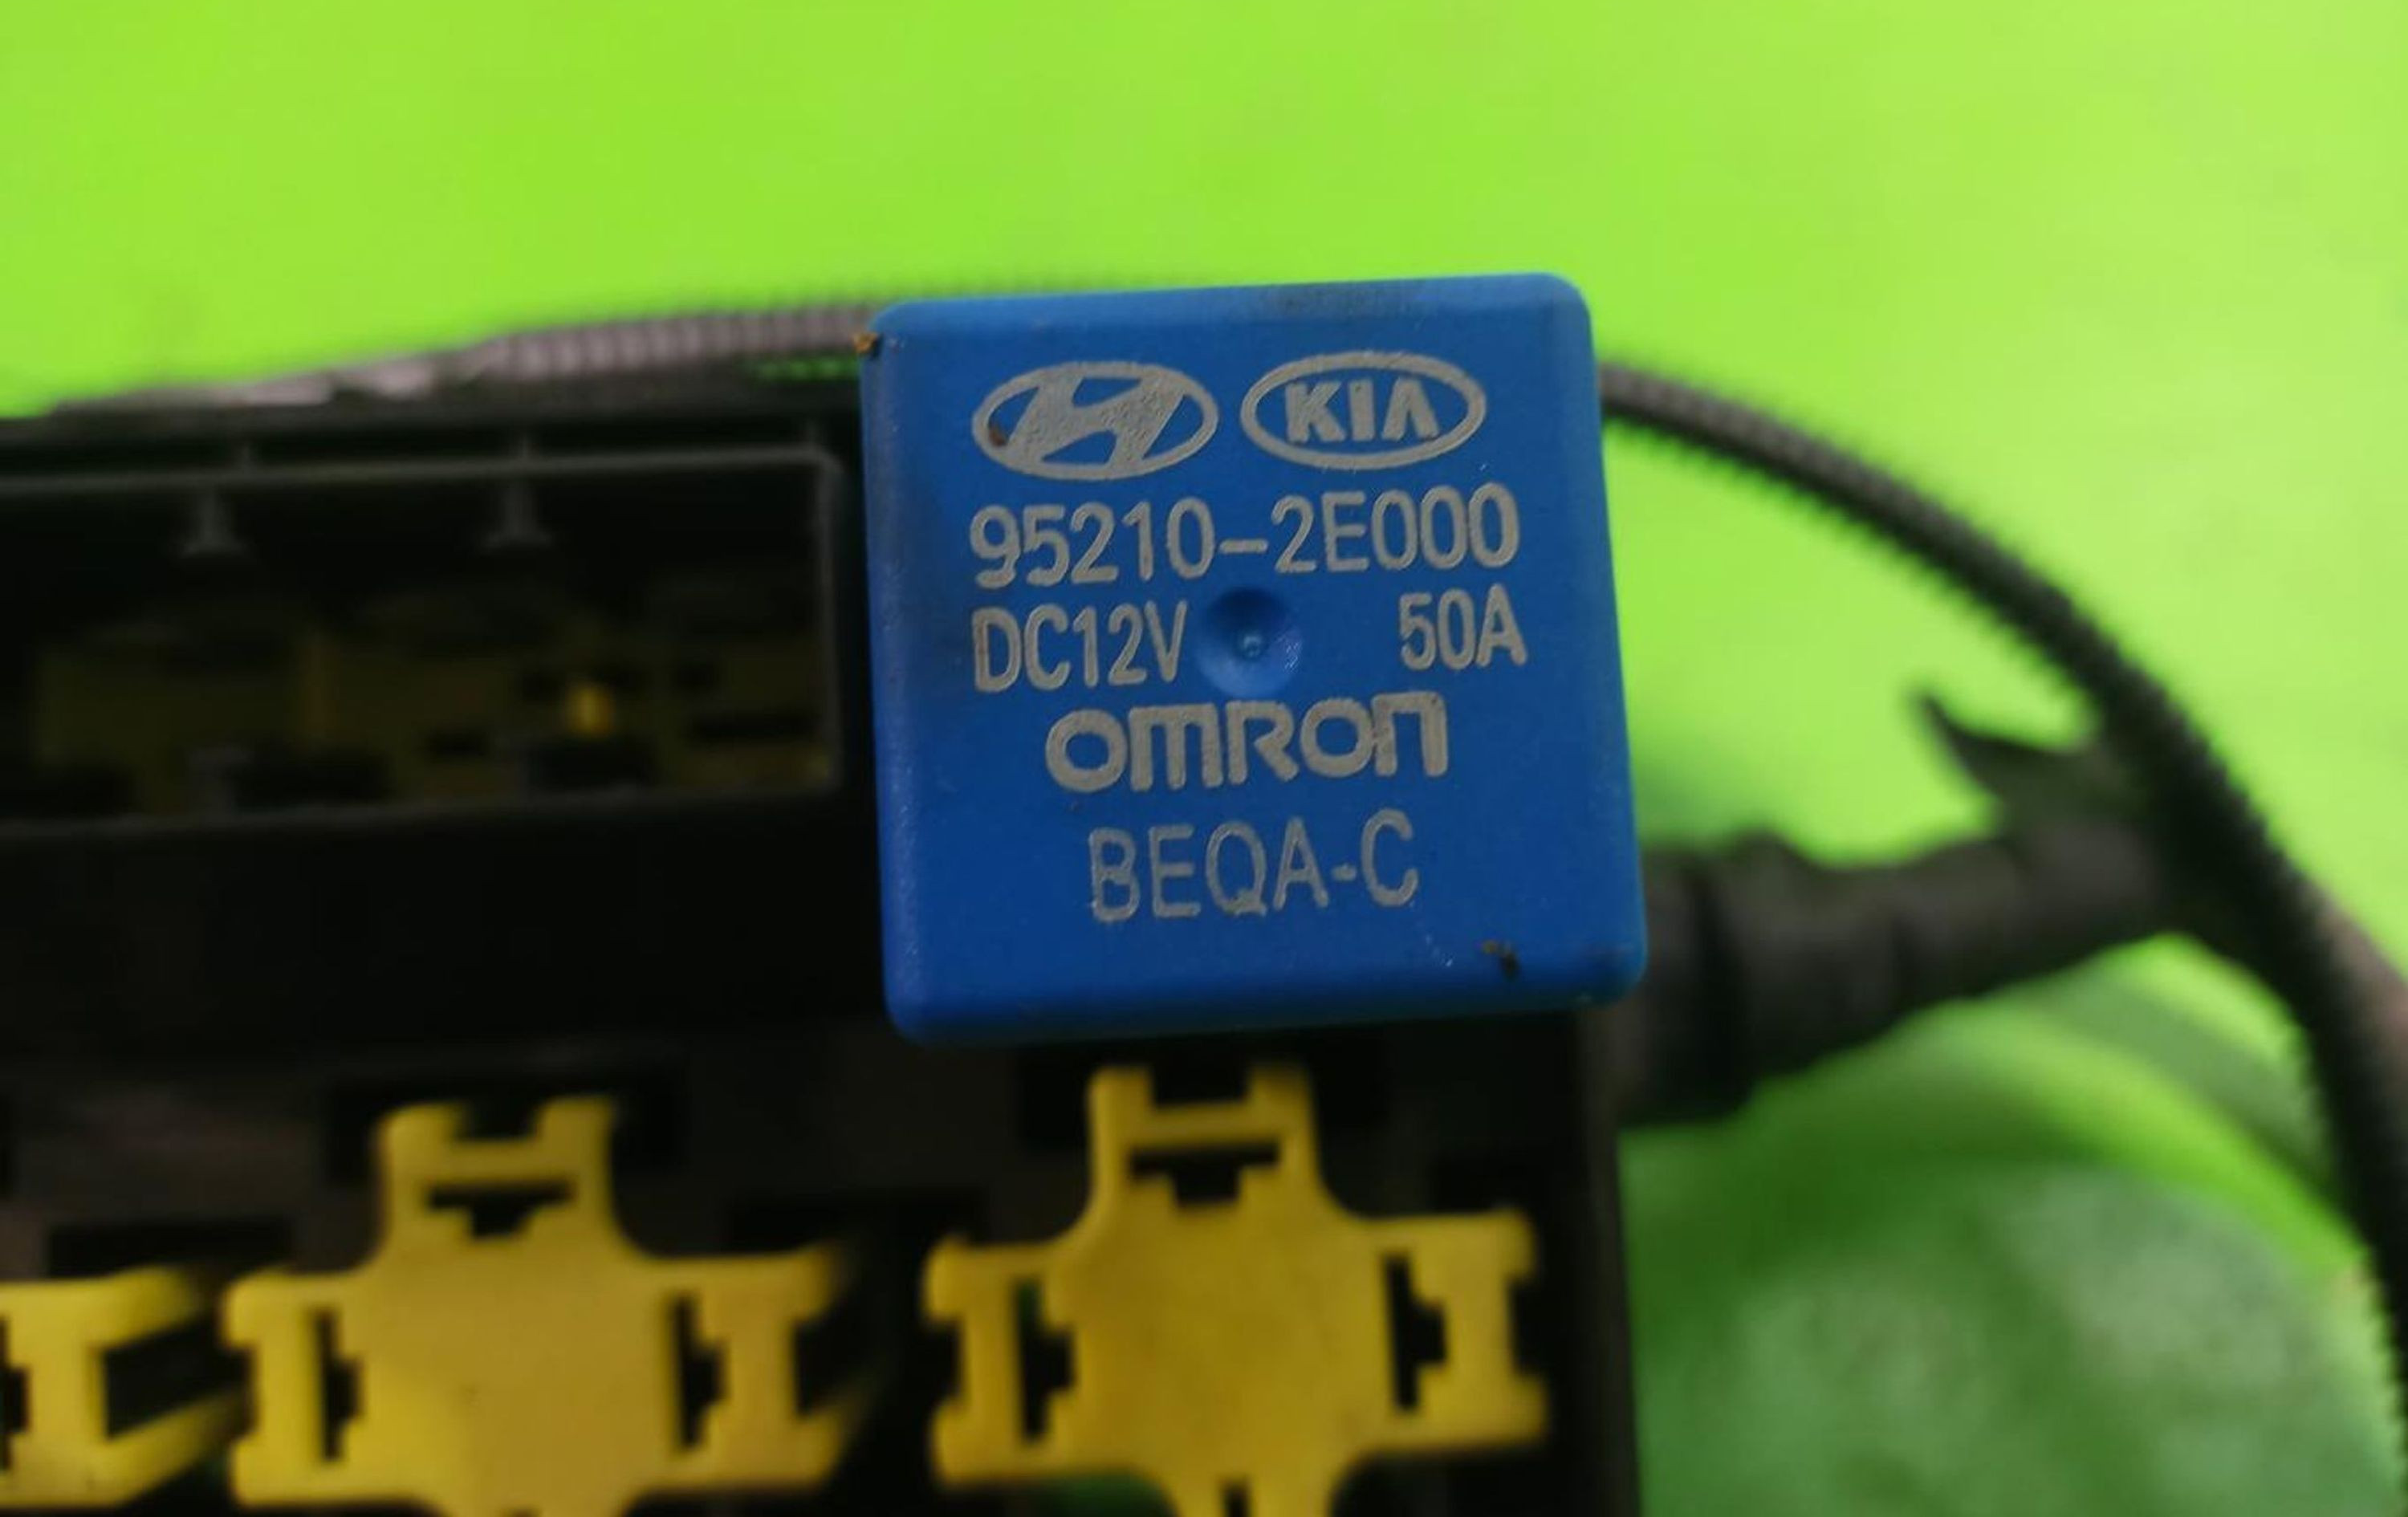 KIA
95210-2E000
DC12V 50A
omron
BEQA-C